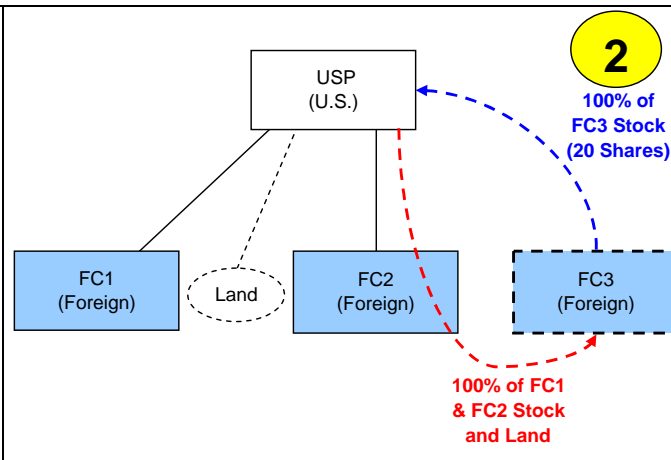 2
USP
(U.S.)
100% of
FC3 Stock
(20 Shares)
FC1
(Foreign)
Land
FC2
(Foreign)
FC3
(Foreign)
100% of FC1
& FC2 Stock
and Land